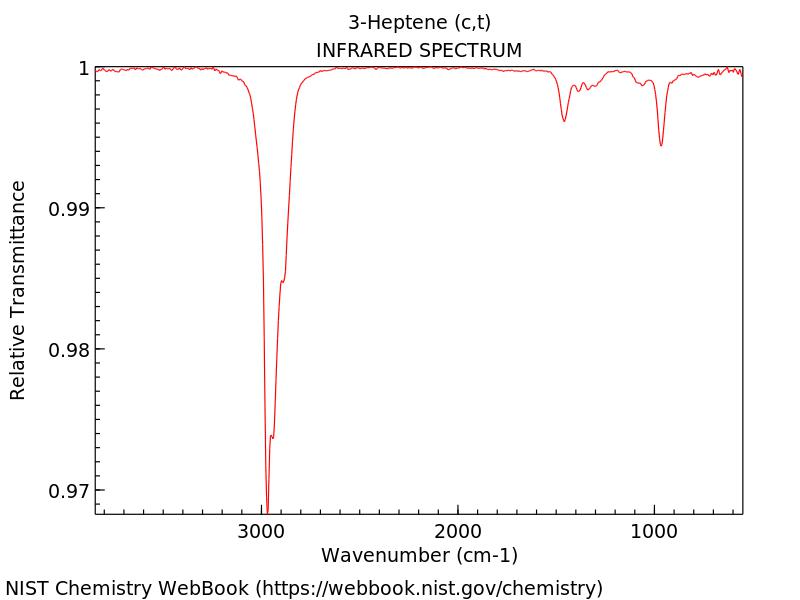 3-Heptene (c,t)
INFRARED SPECTRUM
1
0.99
0.98
0.97
Relative Transmittance
3000 2000 1000
Wavenumber (cm-1)
NIST Chemistry WebBook (https://webbook.nist.gov/chemistry)